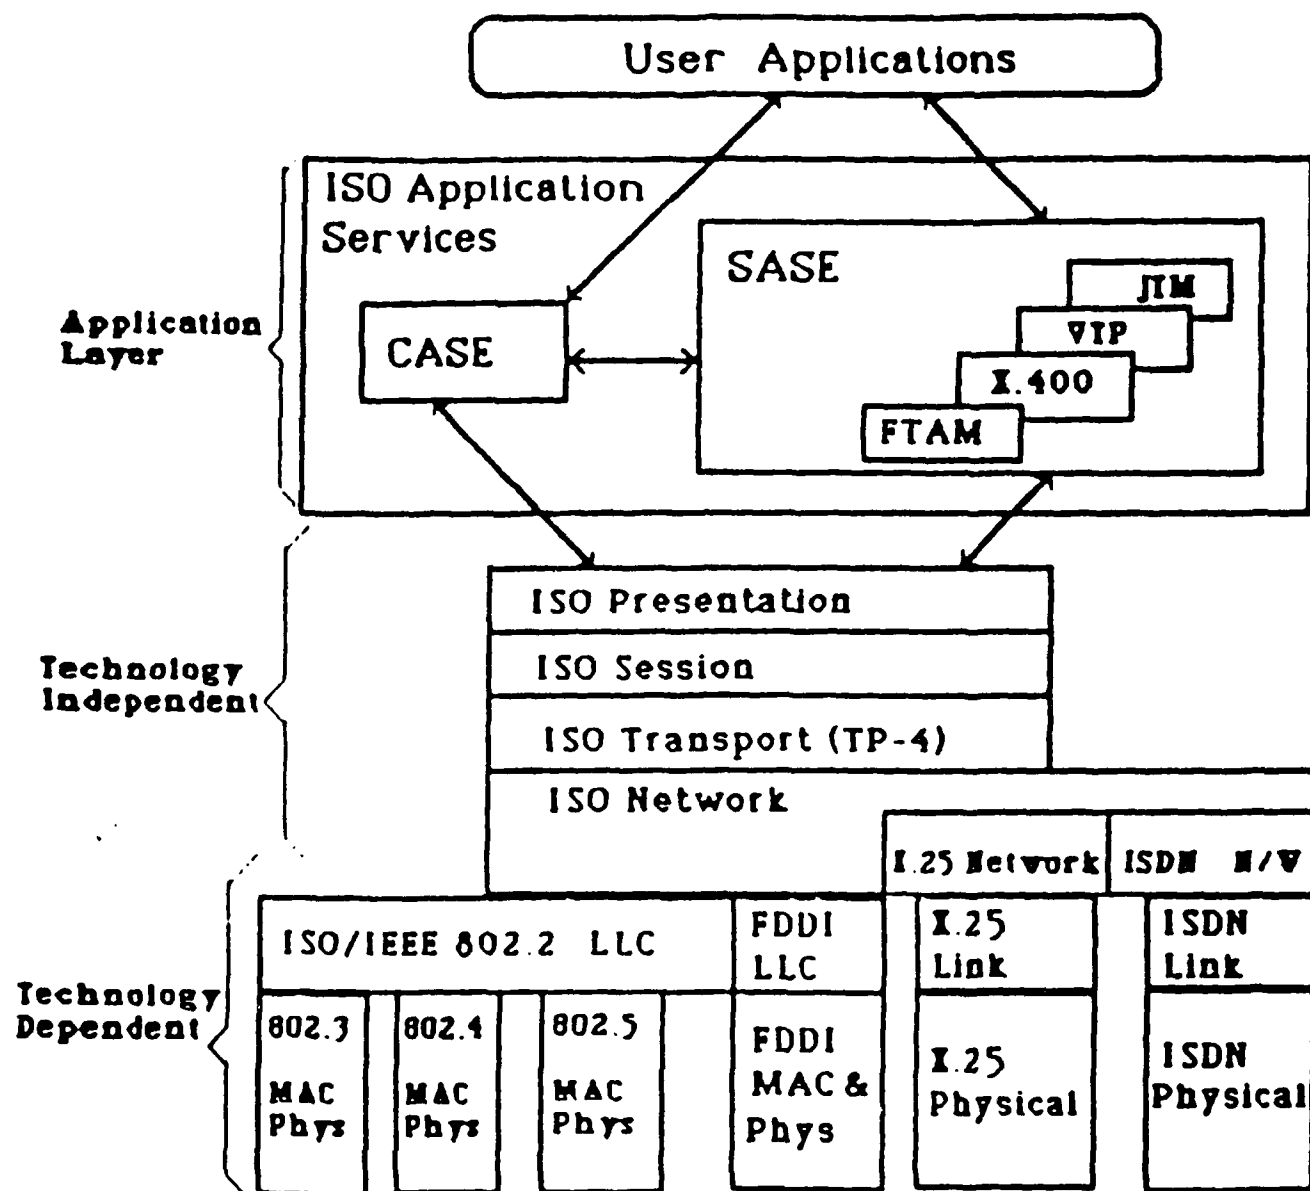 User Applications
ISO Application
Services
SASE
JTM
VTP
X.400
FTAM
CASE
Application
Layer
ISO Presentation
ISO Session
ISO Transport (TP-4)
ISO Network
X.25 Network
ISDN N/W
Technology
Independent
ISO/IEEE 802.2 LLC
FDDI
LLC
X.25
Link
ISDN
Link
Technology
Dependent
802.3
MAC
Phys
802.4
MAC
Phys
802.5
MAC
Phys
FDDI
MAC &
Phys
X.25
Physical
ISDN
Physical